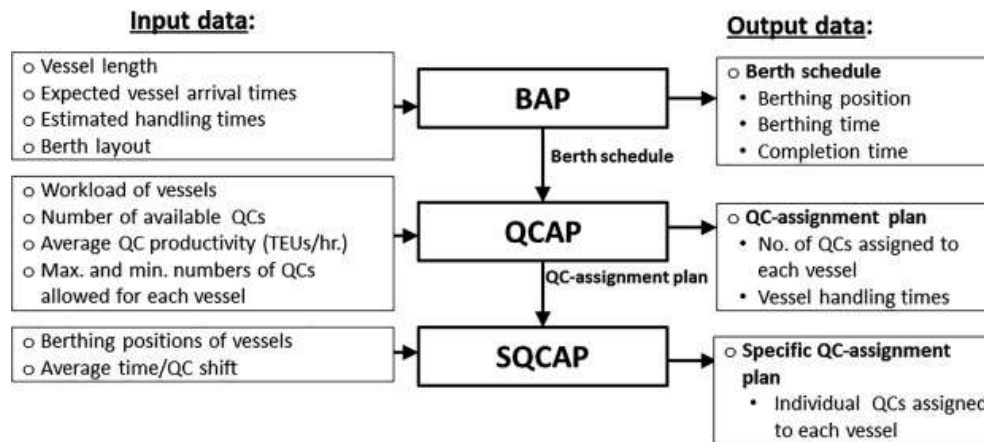 Input data:
Output data:
o Vessel length
o Expected vessel arrival times
o Estimated handling times
o Berth layout
BAP
o Berth schedule
• Berthing position
• Berthing time
• Completion time
Berth schedule
o Workload of vessels
o Number of available QCs
o Average QC productivity (TEUs/hr.)
o Max. and min. numbers of QCs
allowed for each vessel
QCAP
o QC-assignment plan
• No. of QCs assigned to
each vessel
• Vessel handling times
QC-assignment plan
o Berthing positions of vessels
o Average time/QC shift
SQCAP
o Specific QC-assignment
plan
• Individual QCs assigned
to each vessel